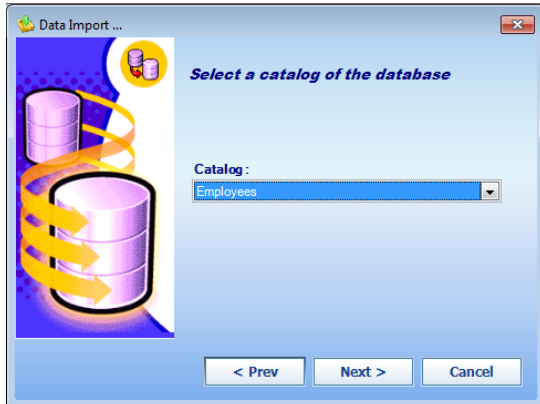 Data Import ...
Select a catalog of the database
Catalog :
Employees
< Prev
Next >
Cancel